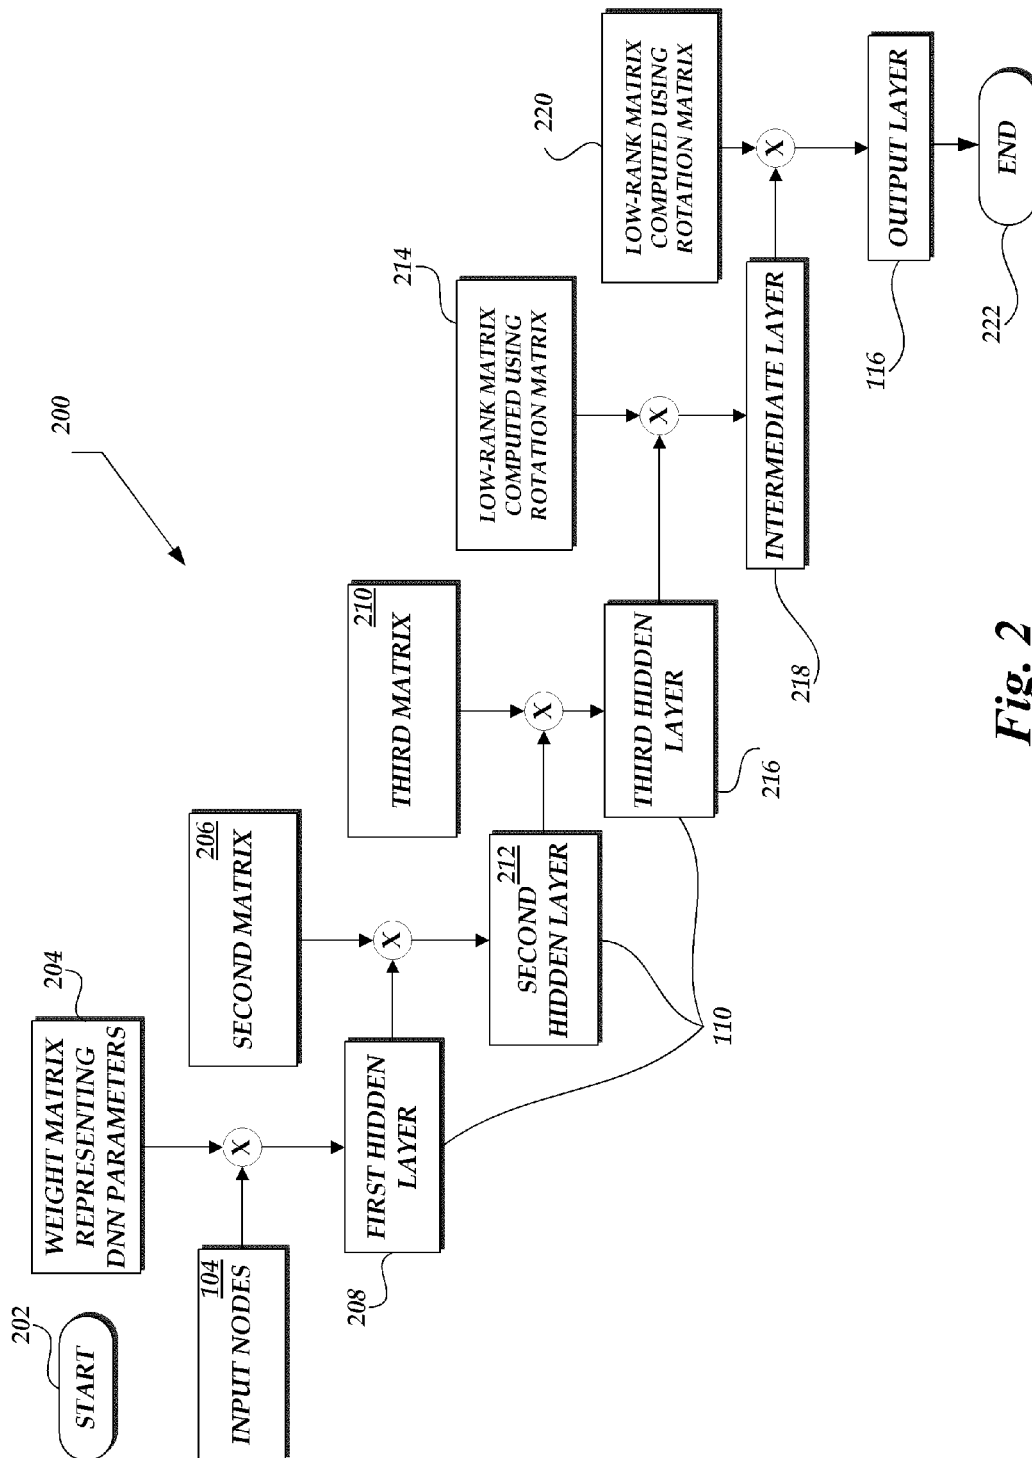 200
202
START
204
WEIGHT MATRIX
REPRESENTING
DNN PARAMETERS
104
INPUT NODES
206
SECOND MATRIX
X
FIRST HIDDEN
LAYER
208
210
THIRD MATRIX
X
212
SECOND
HIDDEN LAYER
110
214
LOW-RANK MATRIX
COMPUTED USING
ROTATION MATRIX
X
THIRD HIDDEN
LAYER
216
220
LOW-RANK MATRIX
COMPUTED USING
ROTATION MATRIX
X
INTERMEDIATE LAYER
218
X
OUTPUT LAYER
116
END
222
Fig. 2